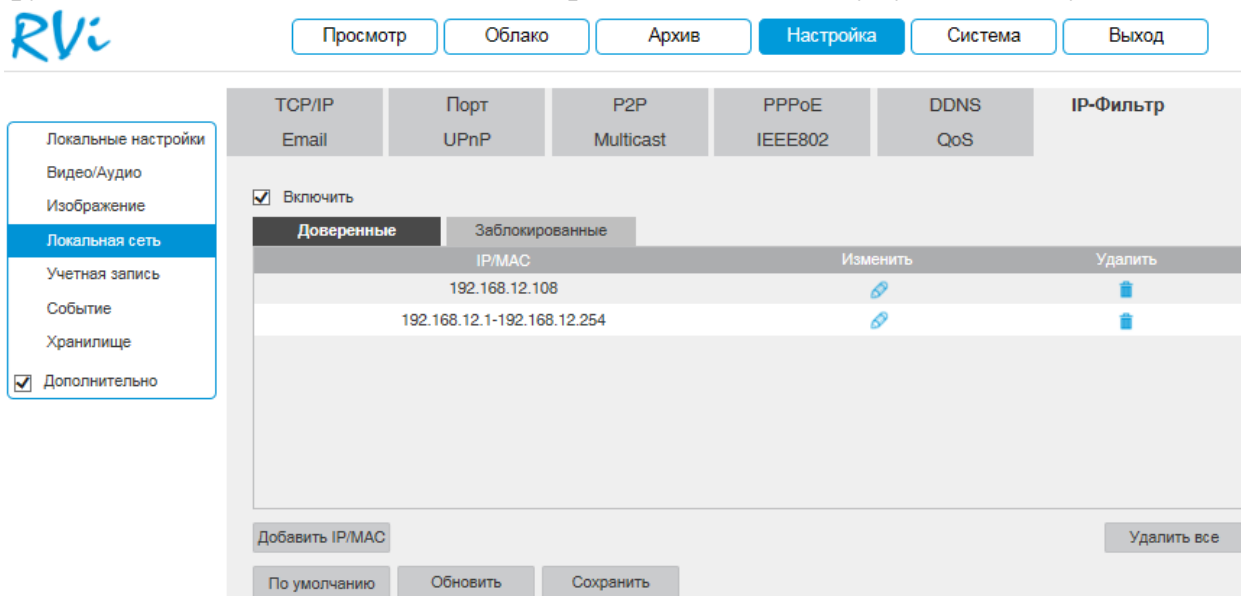 RVi
Просмотр Облако Архив Настройка Система Выход
TCP/IP Порт P2P PPPoE DDNS IP-Фильтр
Email UPnP Multicast IEEE802 QoS
Локальные настройки
Видео/Аудио
Изображение
Локальная сеть
Учетная запись
Событие
Хранилище
Дополнительно
Включить
Доверенные Заблокированные
IP/MAC Изменить Удалить
192.168.12.108
192.168.12.1-192.168.12.254
Добавить IP/MAC Удалить все
По умолчанию Обновить Сохранить